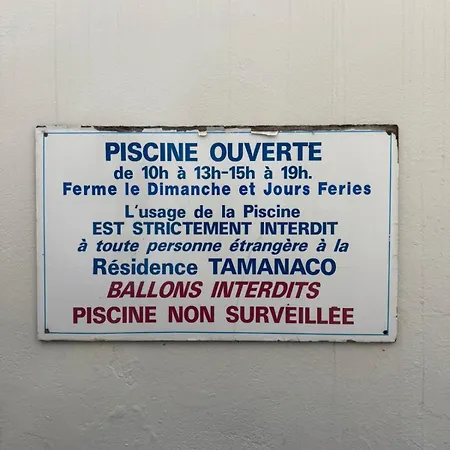 PISCINE OUVERTE
de 10h à 13h-15h à 19h.
Ferme le Dimanche et Jours Feries
L'usage de la Piscine
EST STRICTEMENT INTERDIT
à toute personne étrangère à la
Résidence TAMANACO
BALLONS INTERDITS
PISCINE NON SURVEILLÉE